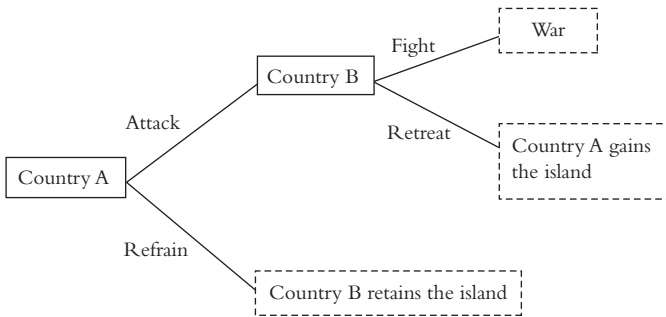 War
Fight
Country B
Attack
Retreat
Country A gains
the island
Country A
Refrain
Country B retains the island